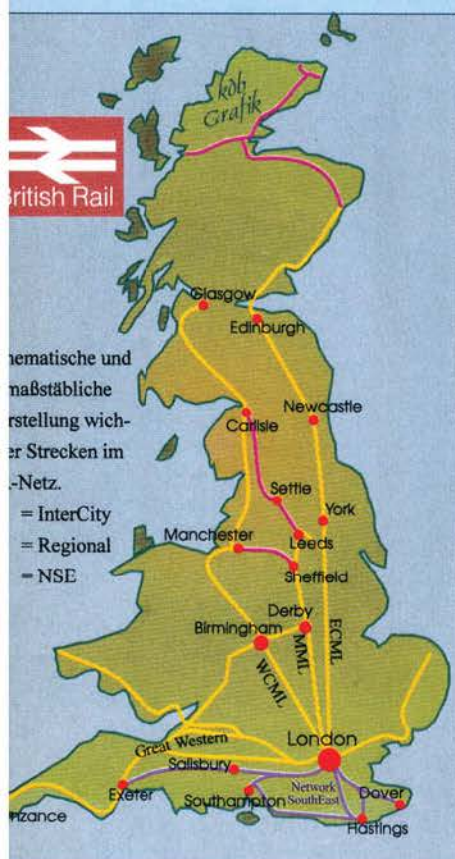 kdh
Grafik
British Rail
Glasgow
Edinburgh
hematische und
maßstäbliche
rstellung wich-
er Strecken im
-Netz.
= InterCity
= Regional
= NSE
Carlisle
Newcastle
Settle
York
Leeds
Manchester
Sheffield
Derby
Birmingham
WCML
MML
ECML
Great Western
London
Salisbury
Exeter
Southampton
Network
SouthEast
Dover
Hastings
nzance